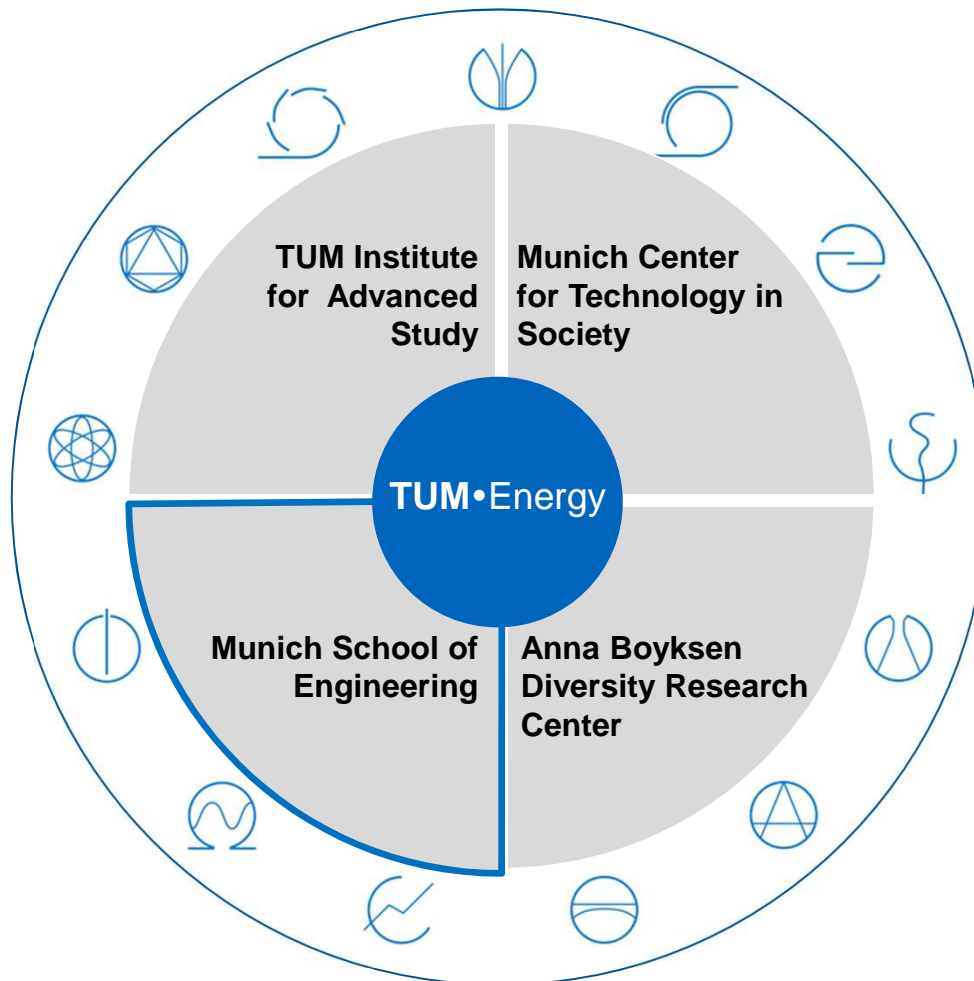 TUM Institute
for Advanced
Study
Munich Center
for Technology in
Society
TUM•Energy
Munich School of
Engineering
Anna Boyksen
Diversity Research
Center